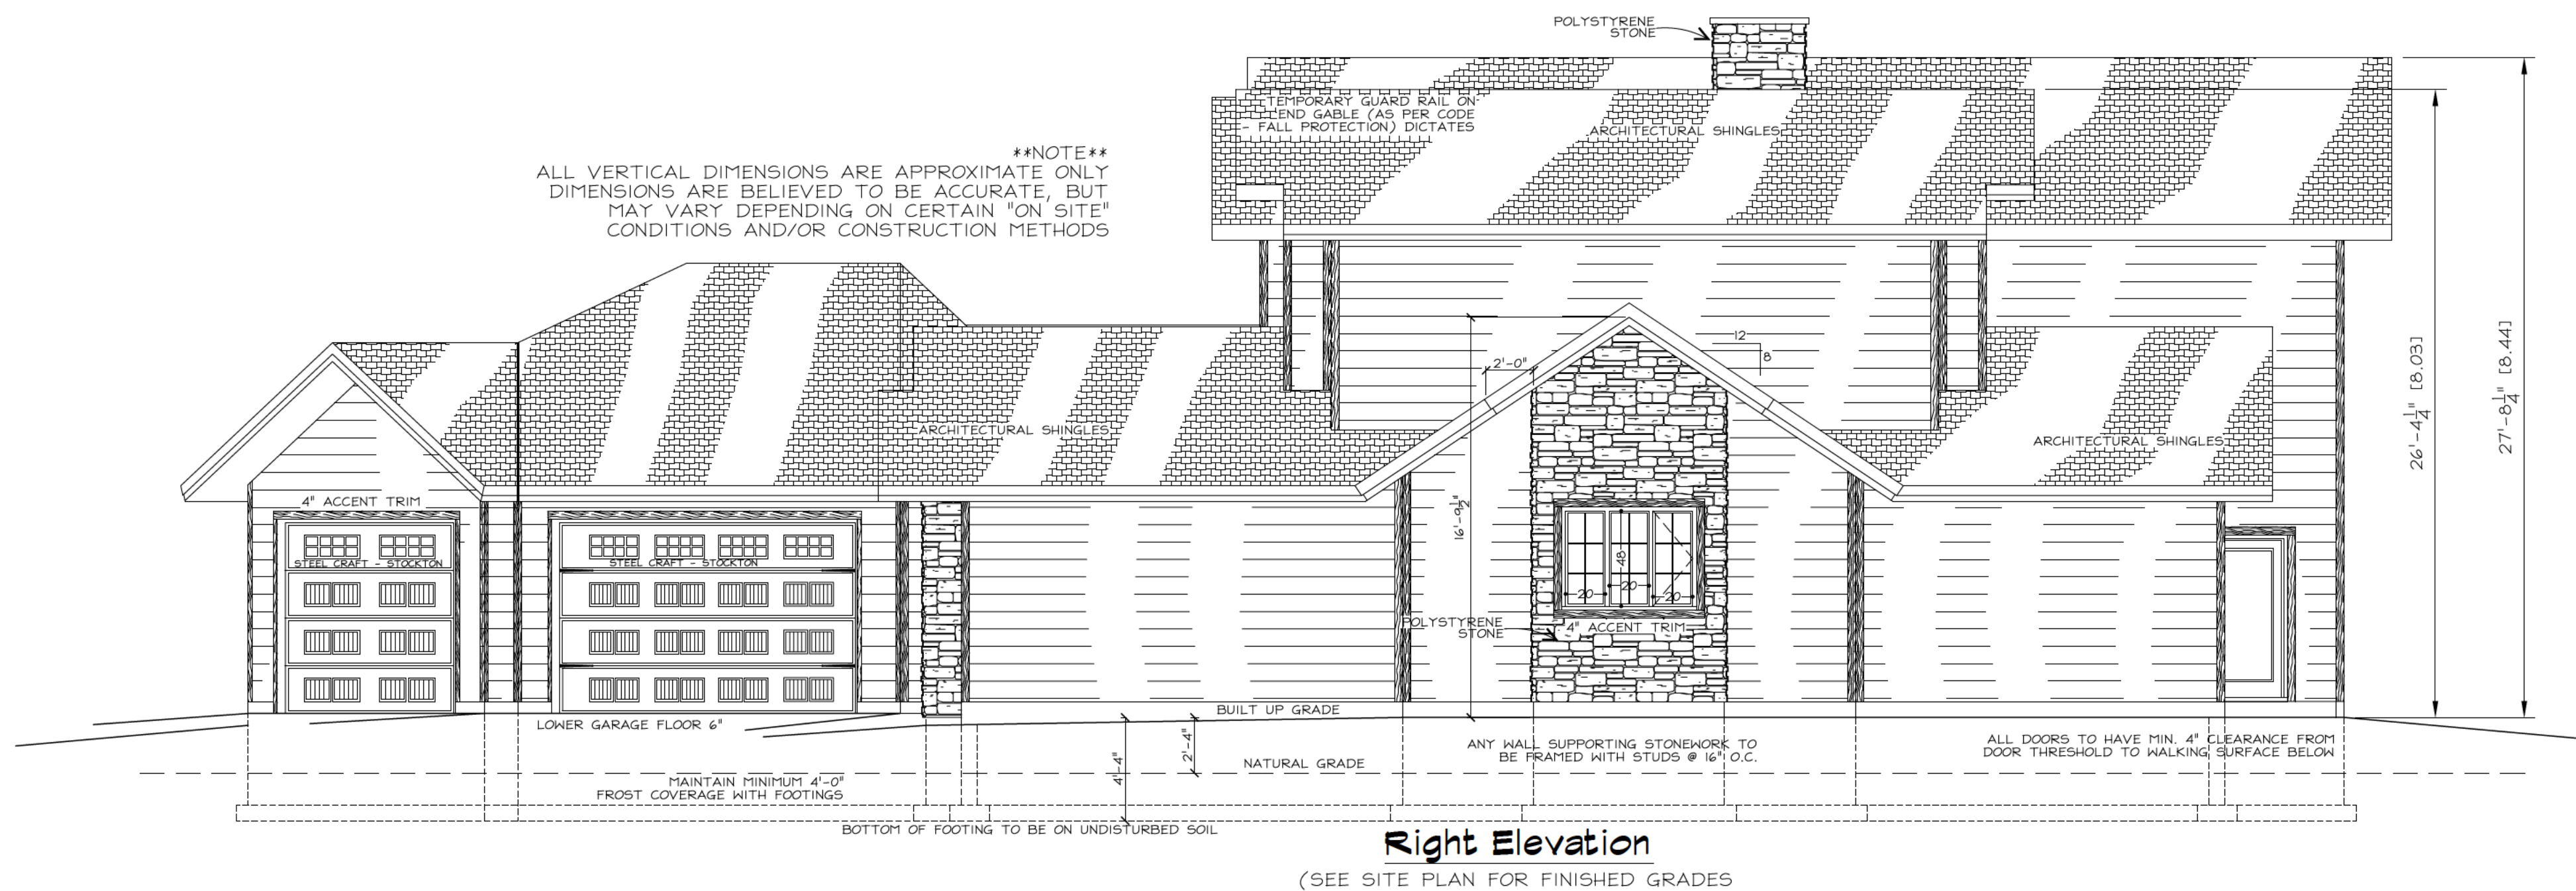 POLYSTYRENE
STONE
TEMPORARY GUARD RAIL ON
END GABLE (AS PER CODE
- FALL PROTECTION) DICTATES
ARCHITECTURAL SHINGLES
**NOTE**
ALL VERTICAL DIMENSIONS ARE APPROXIMATE ONLY
DIMENSIONS ARE BELIEVED TO BE ACCURATE, BUT
MAY VARY DEPENDING ON CERTAIN "ON SITE"
CONDITIONS AND/OR CONSTRUCTION METHODS
12
8
2'-0"
26'-4 1/4" [8.03]
27'-8 1/4" [8.44]
ARCHITECTURAL SHINGLES
ARCHITECTURAL SHINGLES
4" ACCENT TRIM
16'-9 1/2"
STEEL CRAFT - STOCKTON
STEEL CRAFT - STOCKTON
48
20
20
20
POLYSTYRENE
STONE
4" ACCENT TRIM
BUILT UP GRADE
LOWER GARAGE FLOOR 6"
4'-4"
2'-4"
ANY WALL SUPPORTING STONEWORK TO
BE FRAMED WITH STUDS @ 16" O.C.
ALL DOORS TO HAVE MIN. 4" CLEARANCE FROM
DOOR THRESHOLD TO WALKING SURFACE BELOW
NATURAL GRADE
MAINTAIN MINIMUM 4'-0"
FROST COVERAGE WITH FOOTINGS
BOTTOM OF FOOTING TO BE ON UNDISTURBED SOIL
Right Elevation
(SEE SITE PLAN FOR FINISHED GRADES